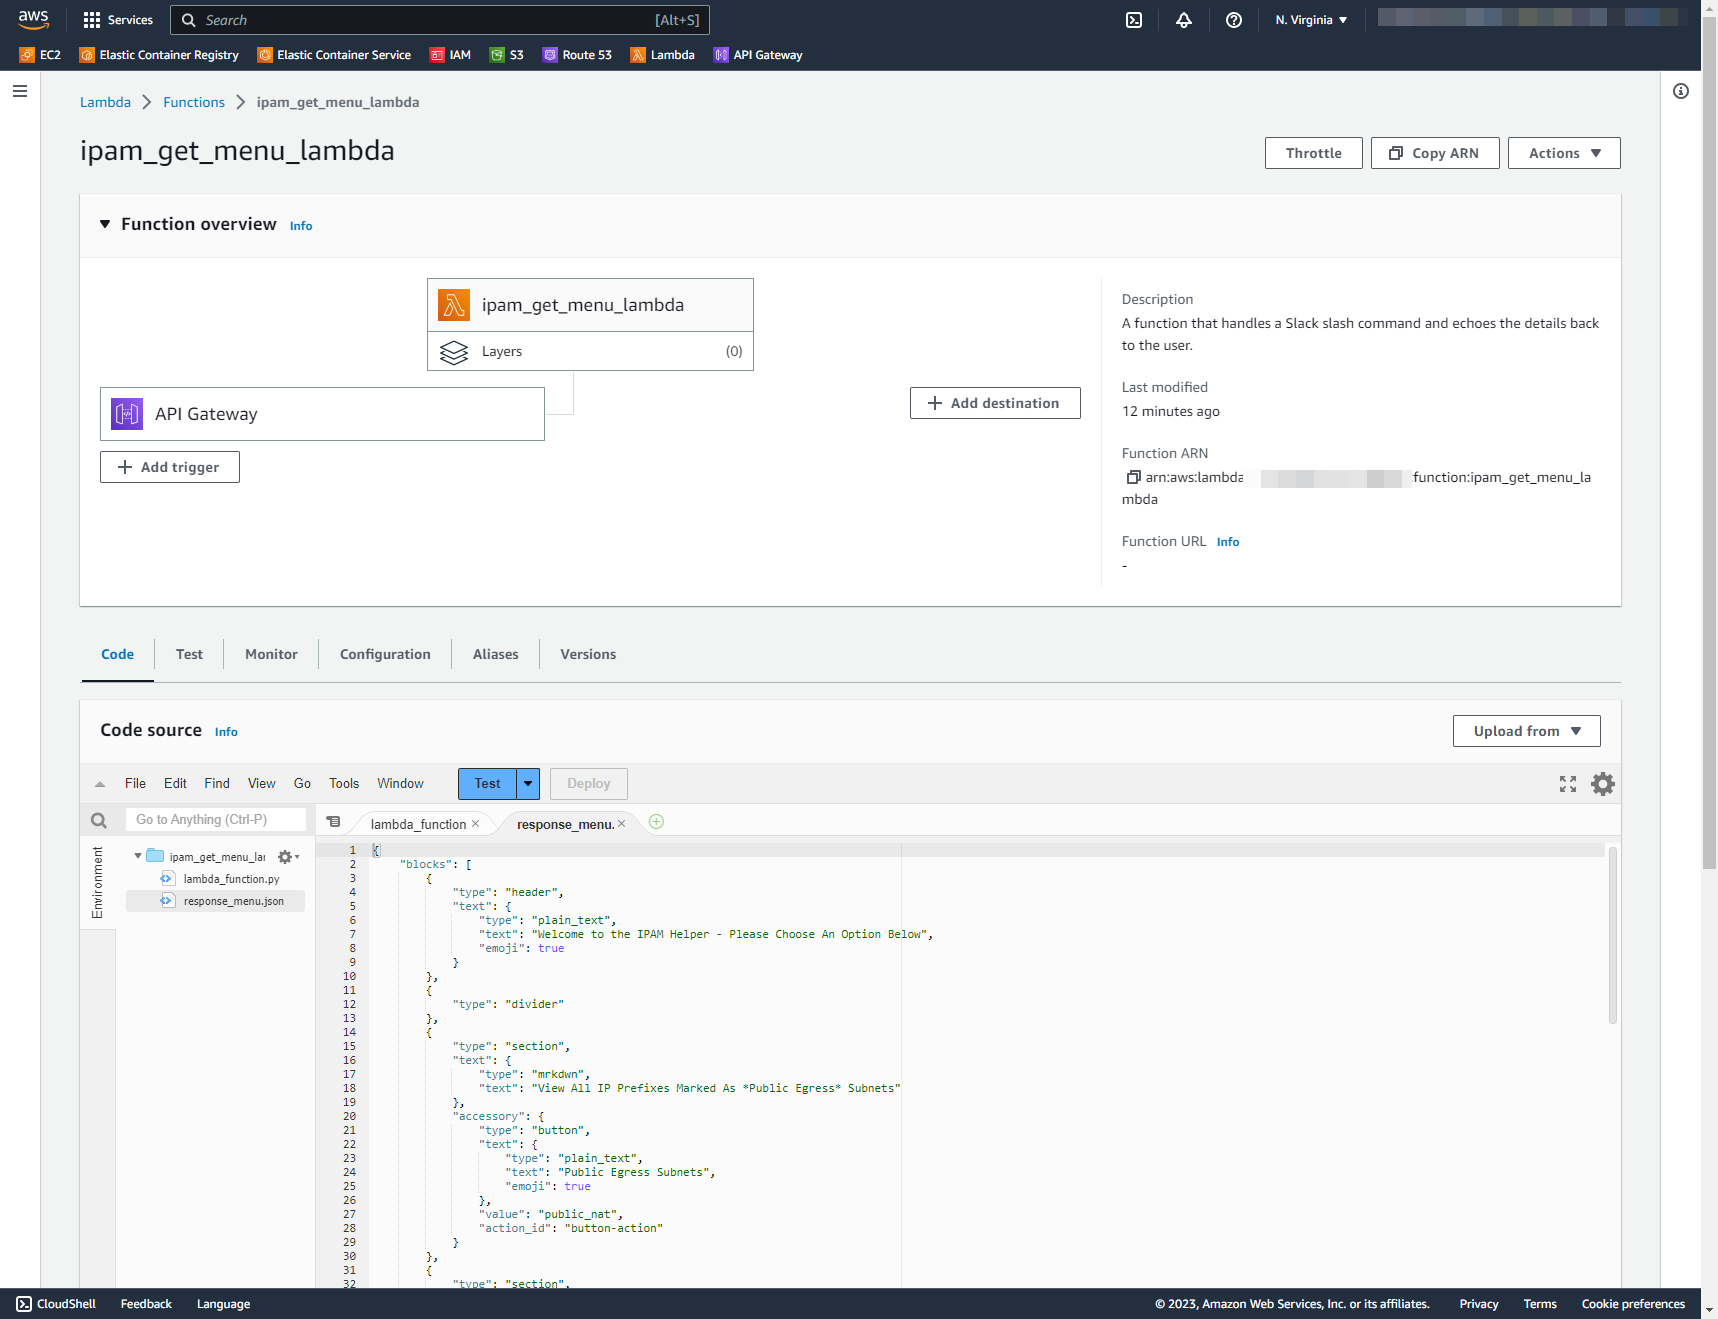 aws Services Search [Alt+S] N. Virginia
EC2 Elastic Container Registry Elastic Container Service IAM S3 Route 53 Lambda API Gateway
Lambda Functions ipam_get_menu_lambda
ipam_get_menu_lambda
Throttle Copy ARN Actions
Function overview Info
ipam_get_menu_lambda
Layers (0)
API Gateway
Add trigger
Add destination
Description
A function that handles a Slack slash command and echoes the details back
to the user.
Last modified
12 minutes ago
Function ARN
arn:aws:lambda :function:ipam_get_menu_la
mbda
Function URL Info
-
Code Test Monitor Configuration Aliases Versions
Code source Info
Upload from
File Edit Find View Go Tools Window Test Deploy
Go to Anything (Ctrl-P)
lambda_function × response_menu. ×
Environment
ipam_get_menu_lar
lambda_function.py
response_menu.json
1 {
2 "blocks": [
3 {
4 "type": "header",
5 "text": {
6 "type": "plain_text",
7 "text": "Welcome to the IPAM Helper - Please Choose An Option Below",
8 "emoji": true
9 }
10 },
11 {
12 "type": "divider"
13 },
14 {
15 "type": "section",
16 "text": {
17 "type": "mrkdwn",
18 "text": "View All IP Prefixes Marked As *Public Egress* Subnets"
19 },
20 "accessory": {
21 "type": "button",
22 "text": {
23 "type": "plain_text",
24 "text": "Public Egress Subnets",
25 "emoji": true
26 },
27 "value": "public_nat",
28 "action_id": "button-action"
29 }
30 },
31 {
32 "type": "section",
CloudShell Feedback Language
© 2023, Amazon Web Services, Inc. or its affiliates. Privacy Terms Cookie preferences